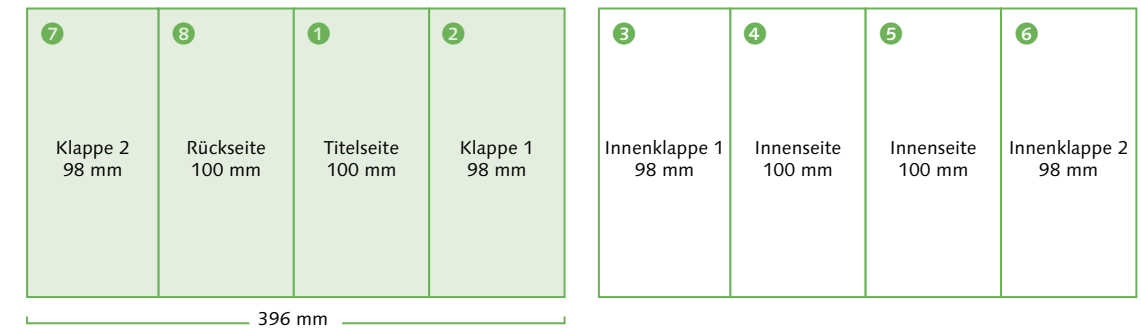 7
8
1
2
3
4
5
6
Klappe 2
98 mm
Rückseite
100 mm
Titelseite
100 mm
Klappe 1
98 mm
Innenklappe 1
98 mm
Innenseite
100 mm
Innenseite
100 mm
Innenklappe 2
98 mm
396 mm